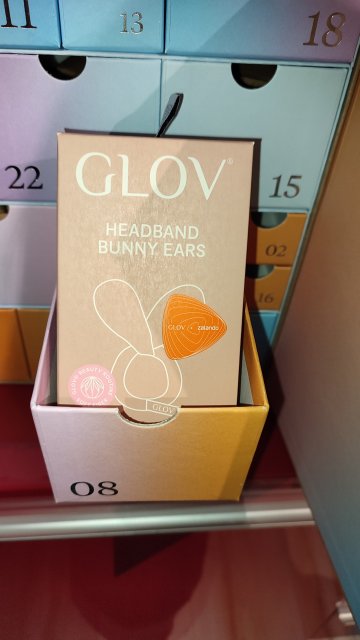 11
13
18
22
15
02
16
GLOV®
HEADBAND
BUNNY EARS
GLOV × zalando
GLOV
08